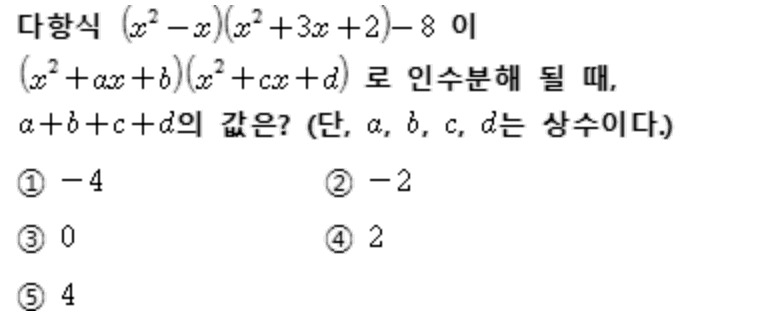 다항식 (x² − x)(x² + 3x + 2) − 8 이
(x² + ax + b)(x² + cx + d) 로 인수분해 될 때,
a+b+c+d의 값은? (단, a, b, c, d는 상수이다.)
① −4 ② −2
③ 0 ④ 2
⑤ 4